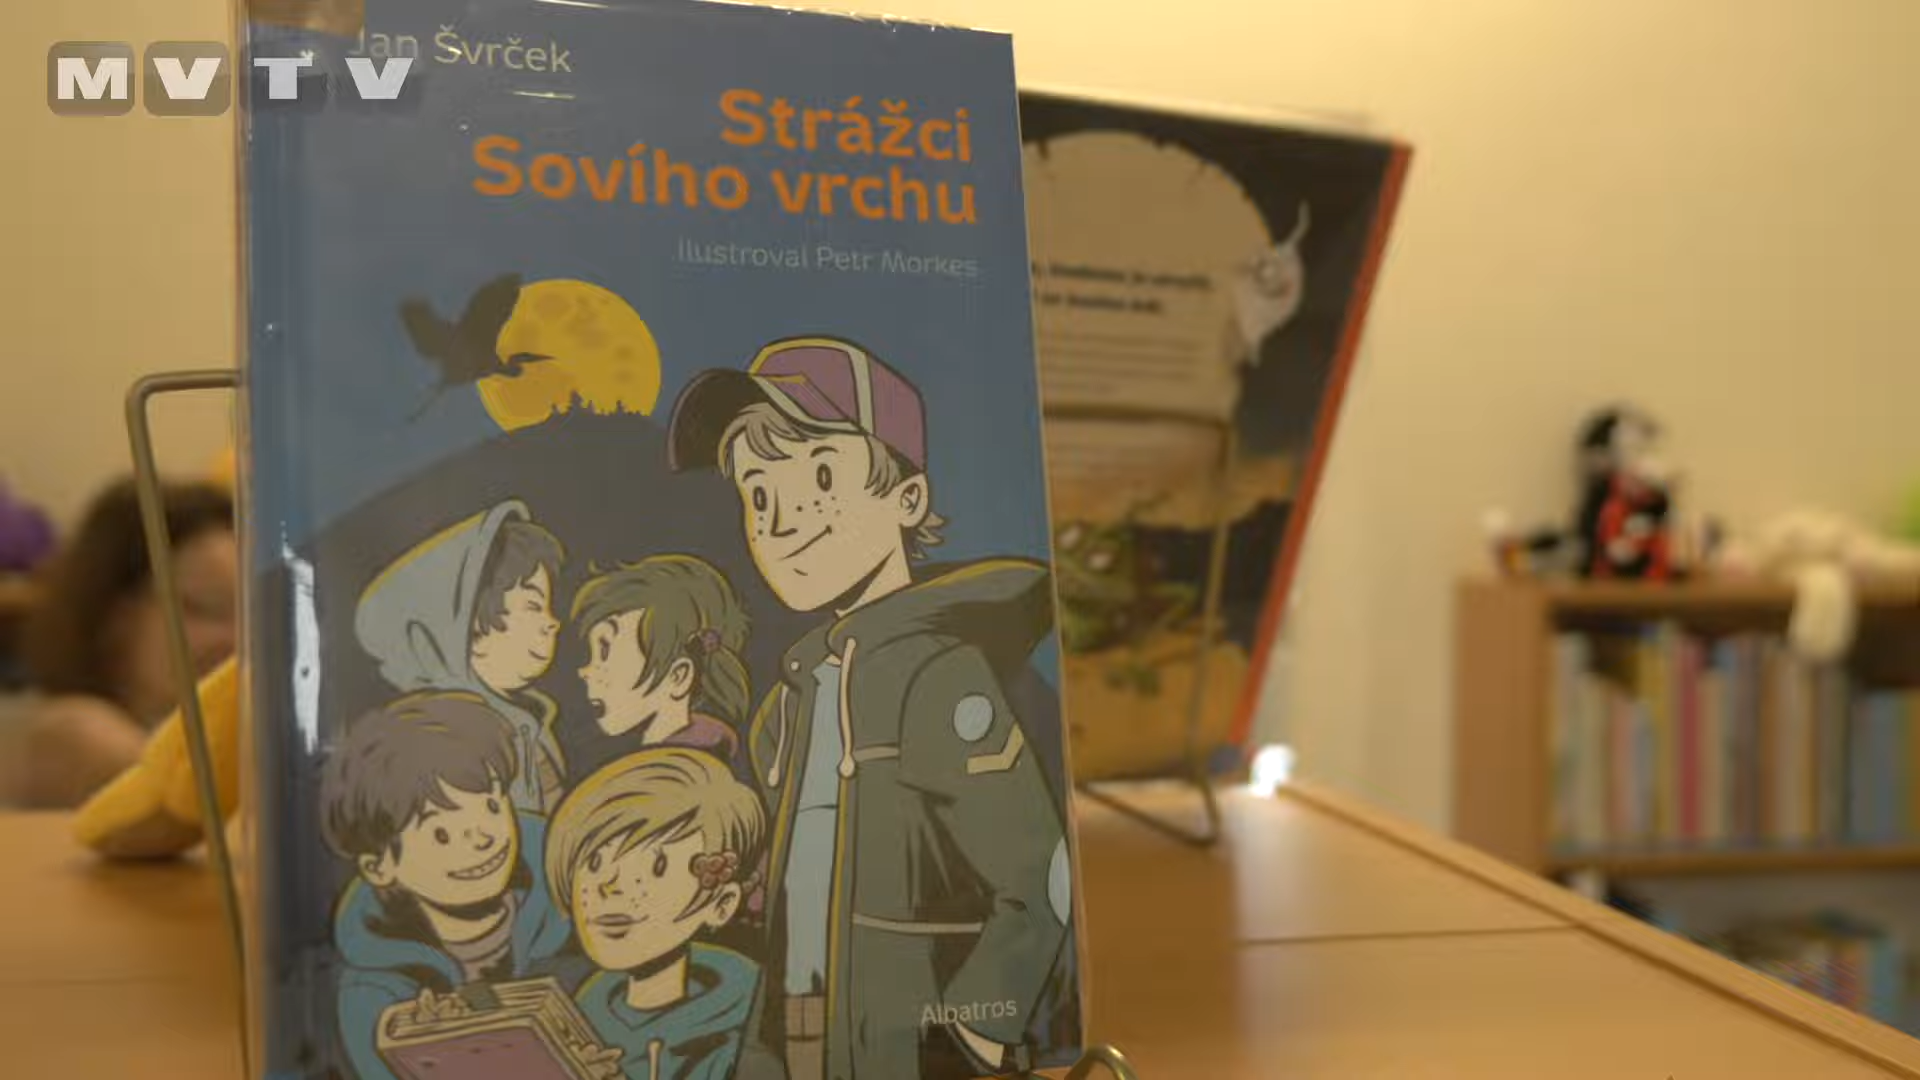 MVTV
Jan Švrček
Strážci
Sovího vrchu
Ilustroval Petr Morkes
Albatros